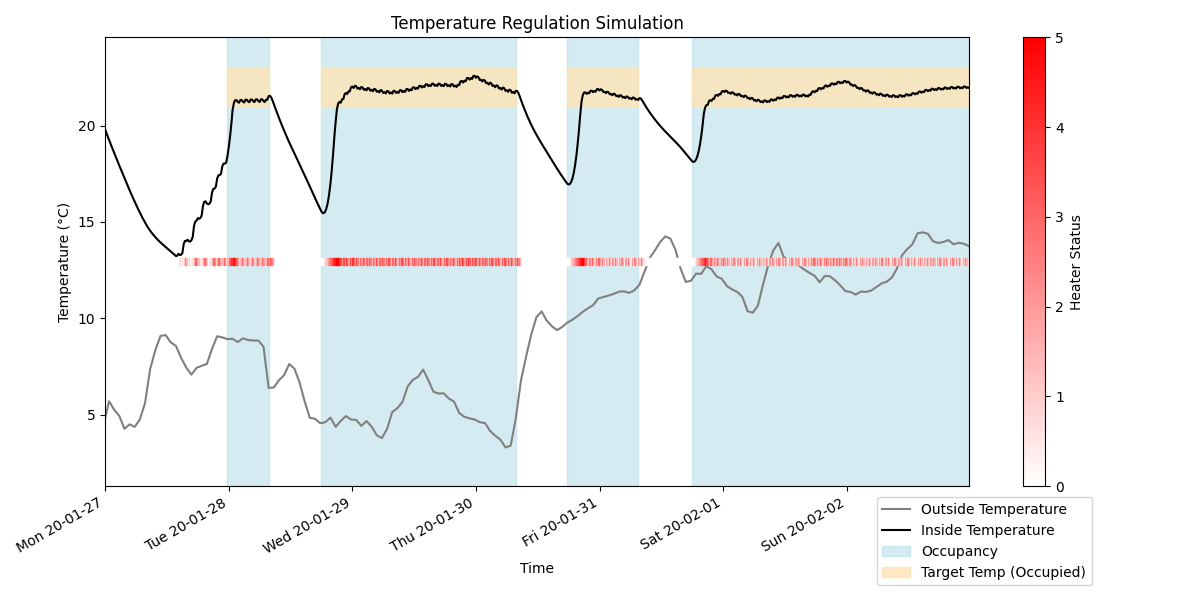 Temperature Regulation Simulation
Temperature (°C)
20
15
10
5
Mon 20-01-27
Tue 20-01-28
Wed 20-01-29
Thu 20-01-30
Fri 20-01-31
Sat 20-02-01
Sun 20-02-02
Time
5
4
3
2
1
0
Heater Status
Outside Temperature
Inside Temperature
Occupancy
Target Temp (Occupied)